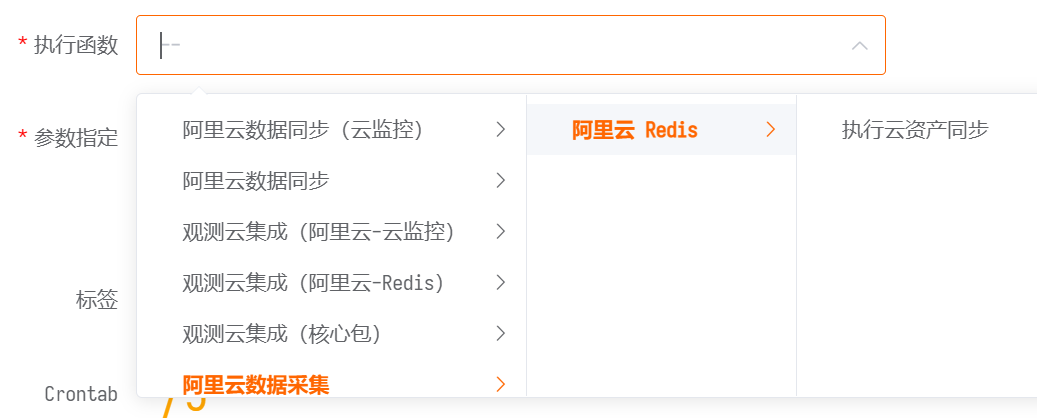 * 执行函数
--
* 参数指定
标签
Crontab
阿里云数据同步（云监控）
阿里云数据同步
观测云集成（阿里云-云监控）
观测云集成（阿里云-Redis）
观测云集成（核心包）
阿里云数据采集
阿里云 Redis
执行云资产同步